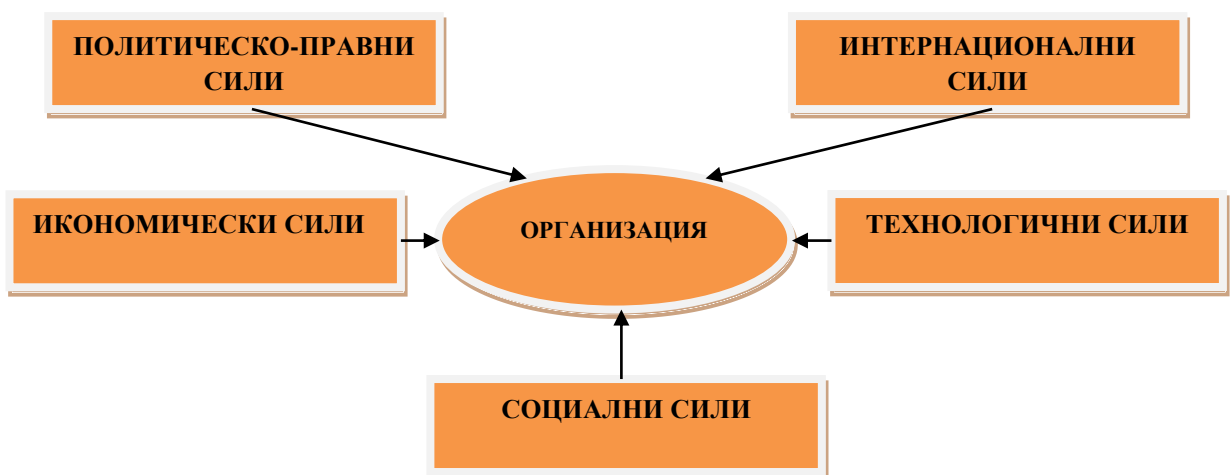 ПОЛИТИЧЕСКО-ПРАВНИ
СИЛИ
ИНТЕРНАЦИОНАЛНИ
СИЛИ
ИКОНОМИЧЕСКИ СИЛИ
ОРГАНИЗАЦИЯ
ТЕХНОЛОГИЧНИ СИЛИ
СОЦИАЛНИ СИЛИ